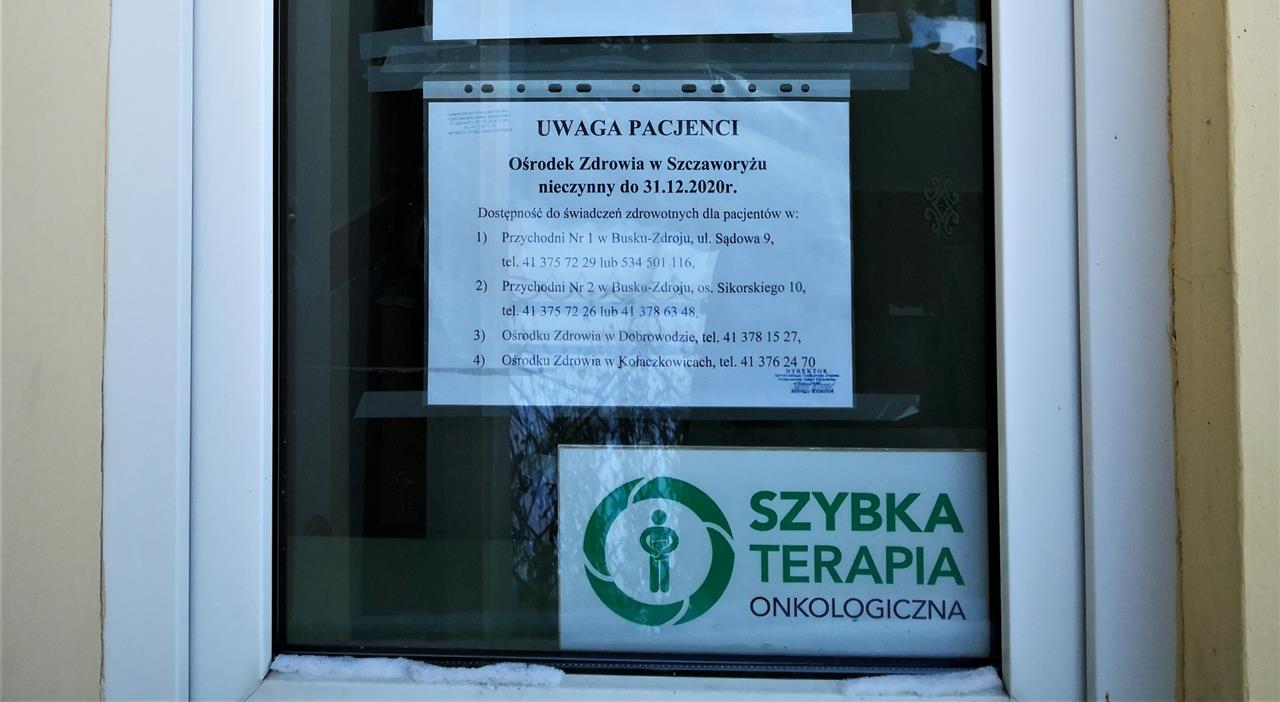 UWAGA PACJENCI
Ośrodek Zdrowia w Szczaworyżu
nieczynny do 31.12.2020r.
Dostępność do świadczeń zdrowotnych dla pacjentów w:
1) Przychodni Nr 1 w Busku-Zdroju, ul. Sądowa 9,
tel. 41 375 72 29 lub 534 501 116,
2) Przychodni Nr 2 w Busku-Zdroju, os. Sikorskiego 10,
tel. 41 375 72 26 lub 41 378 63 48,
3) Ośrodku Zdrowia w Dobrowodzie, tel. 41 378 15 27,
4) Ośrodku Zdrowia w Kołaczkowicach, tel. 41 376 24 70
DYREKTOR
SZYBKA
TERAPIA
ONKOLOGICZNA